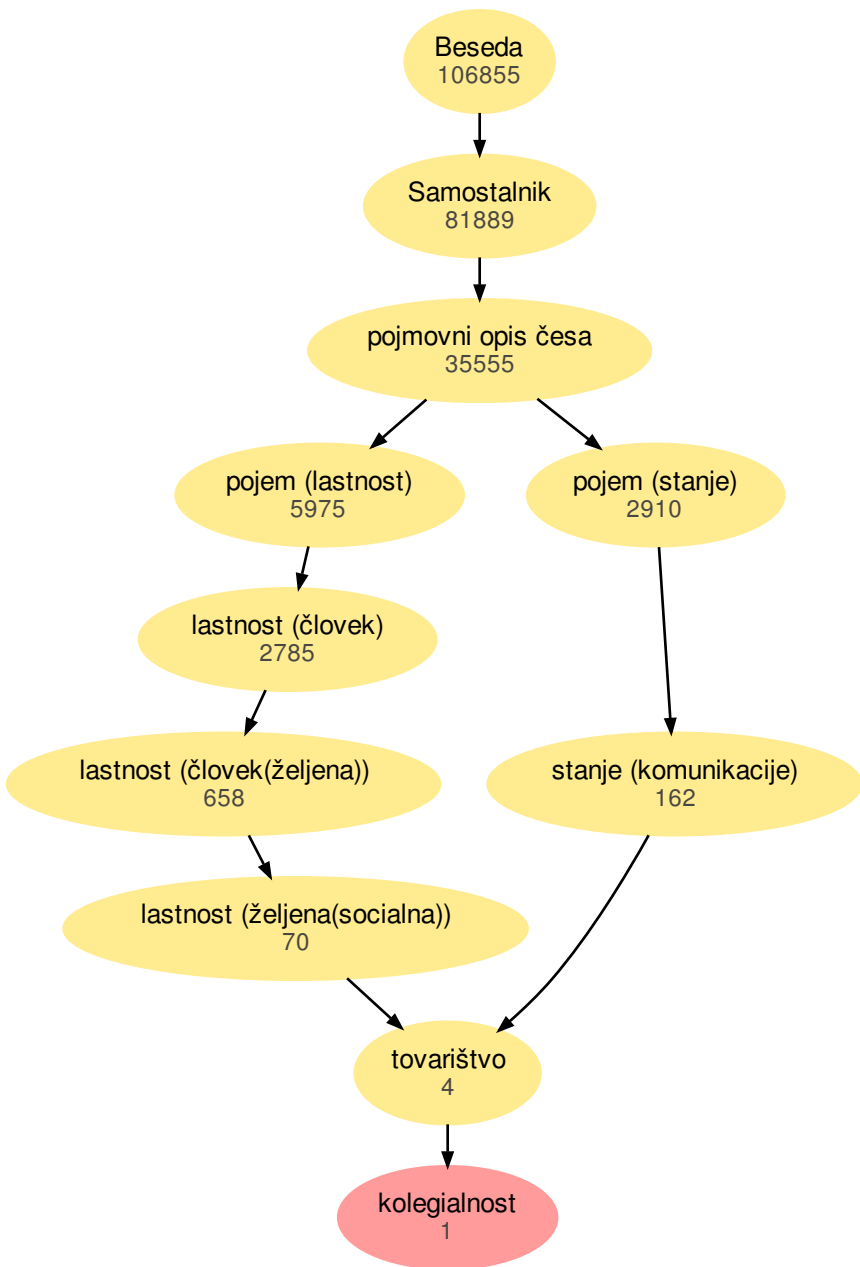 Beseda
106855
Samostalnik
81889
pojmovni opis česa
35555
pojem (lastnost)
5975
pojem (stanje)
2910
lastnost (človek)
2785
lastnost (človek(željena))
658
stanje (komunikacije)
162
lastnost (željena(socialna))
70
tovarištvo
4
kolegialnost
1